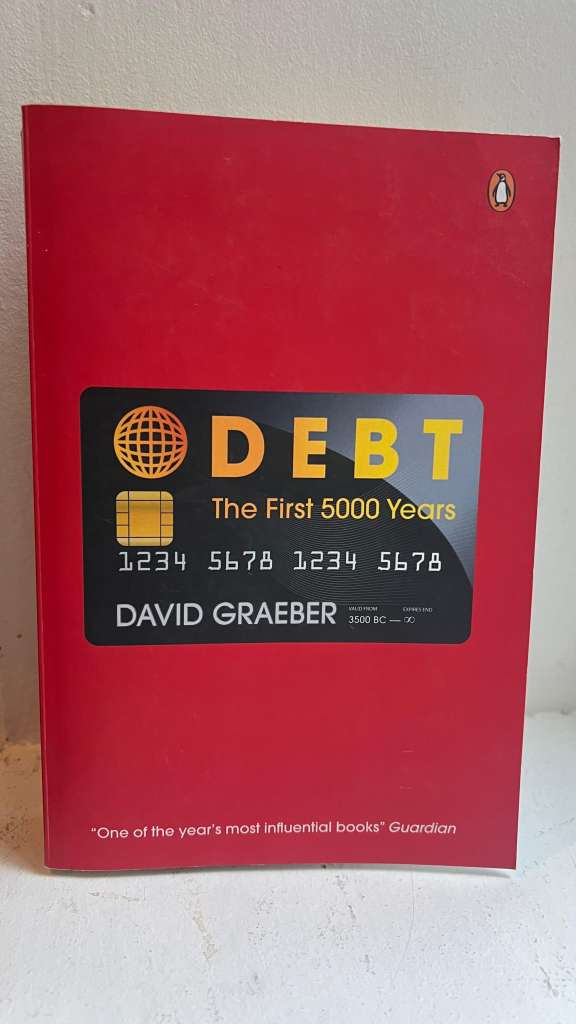 DEBT
The First 5000 Years
1234 5678 1234 5678
DAVID GRAEBER
VALID FROM
EXPIRES END
3500 BC — ∞
“One of the year’s most influential books” Guardian